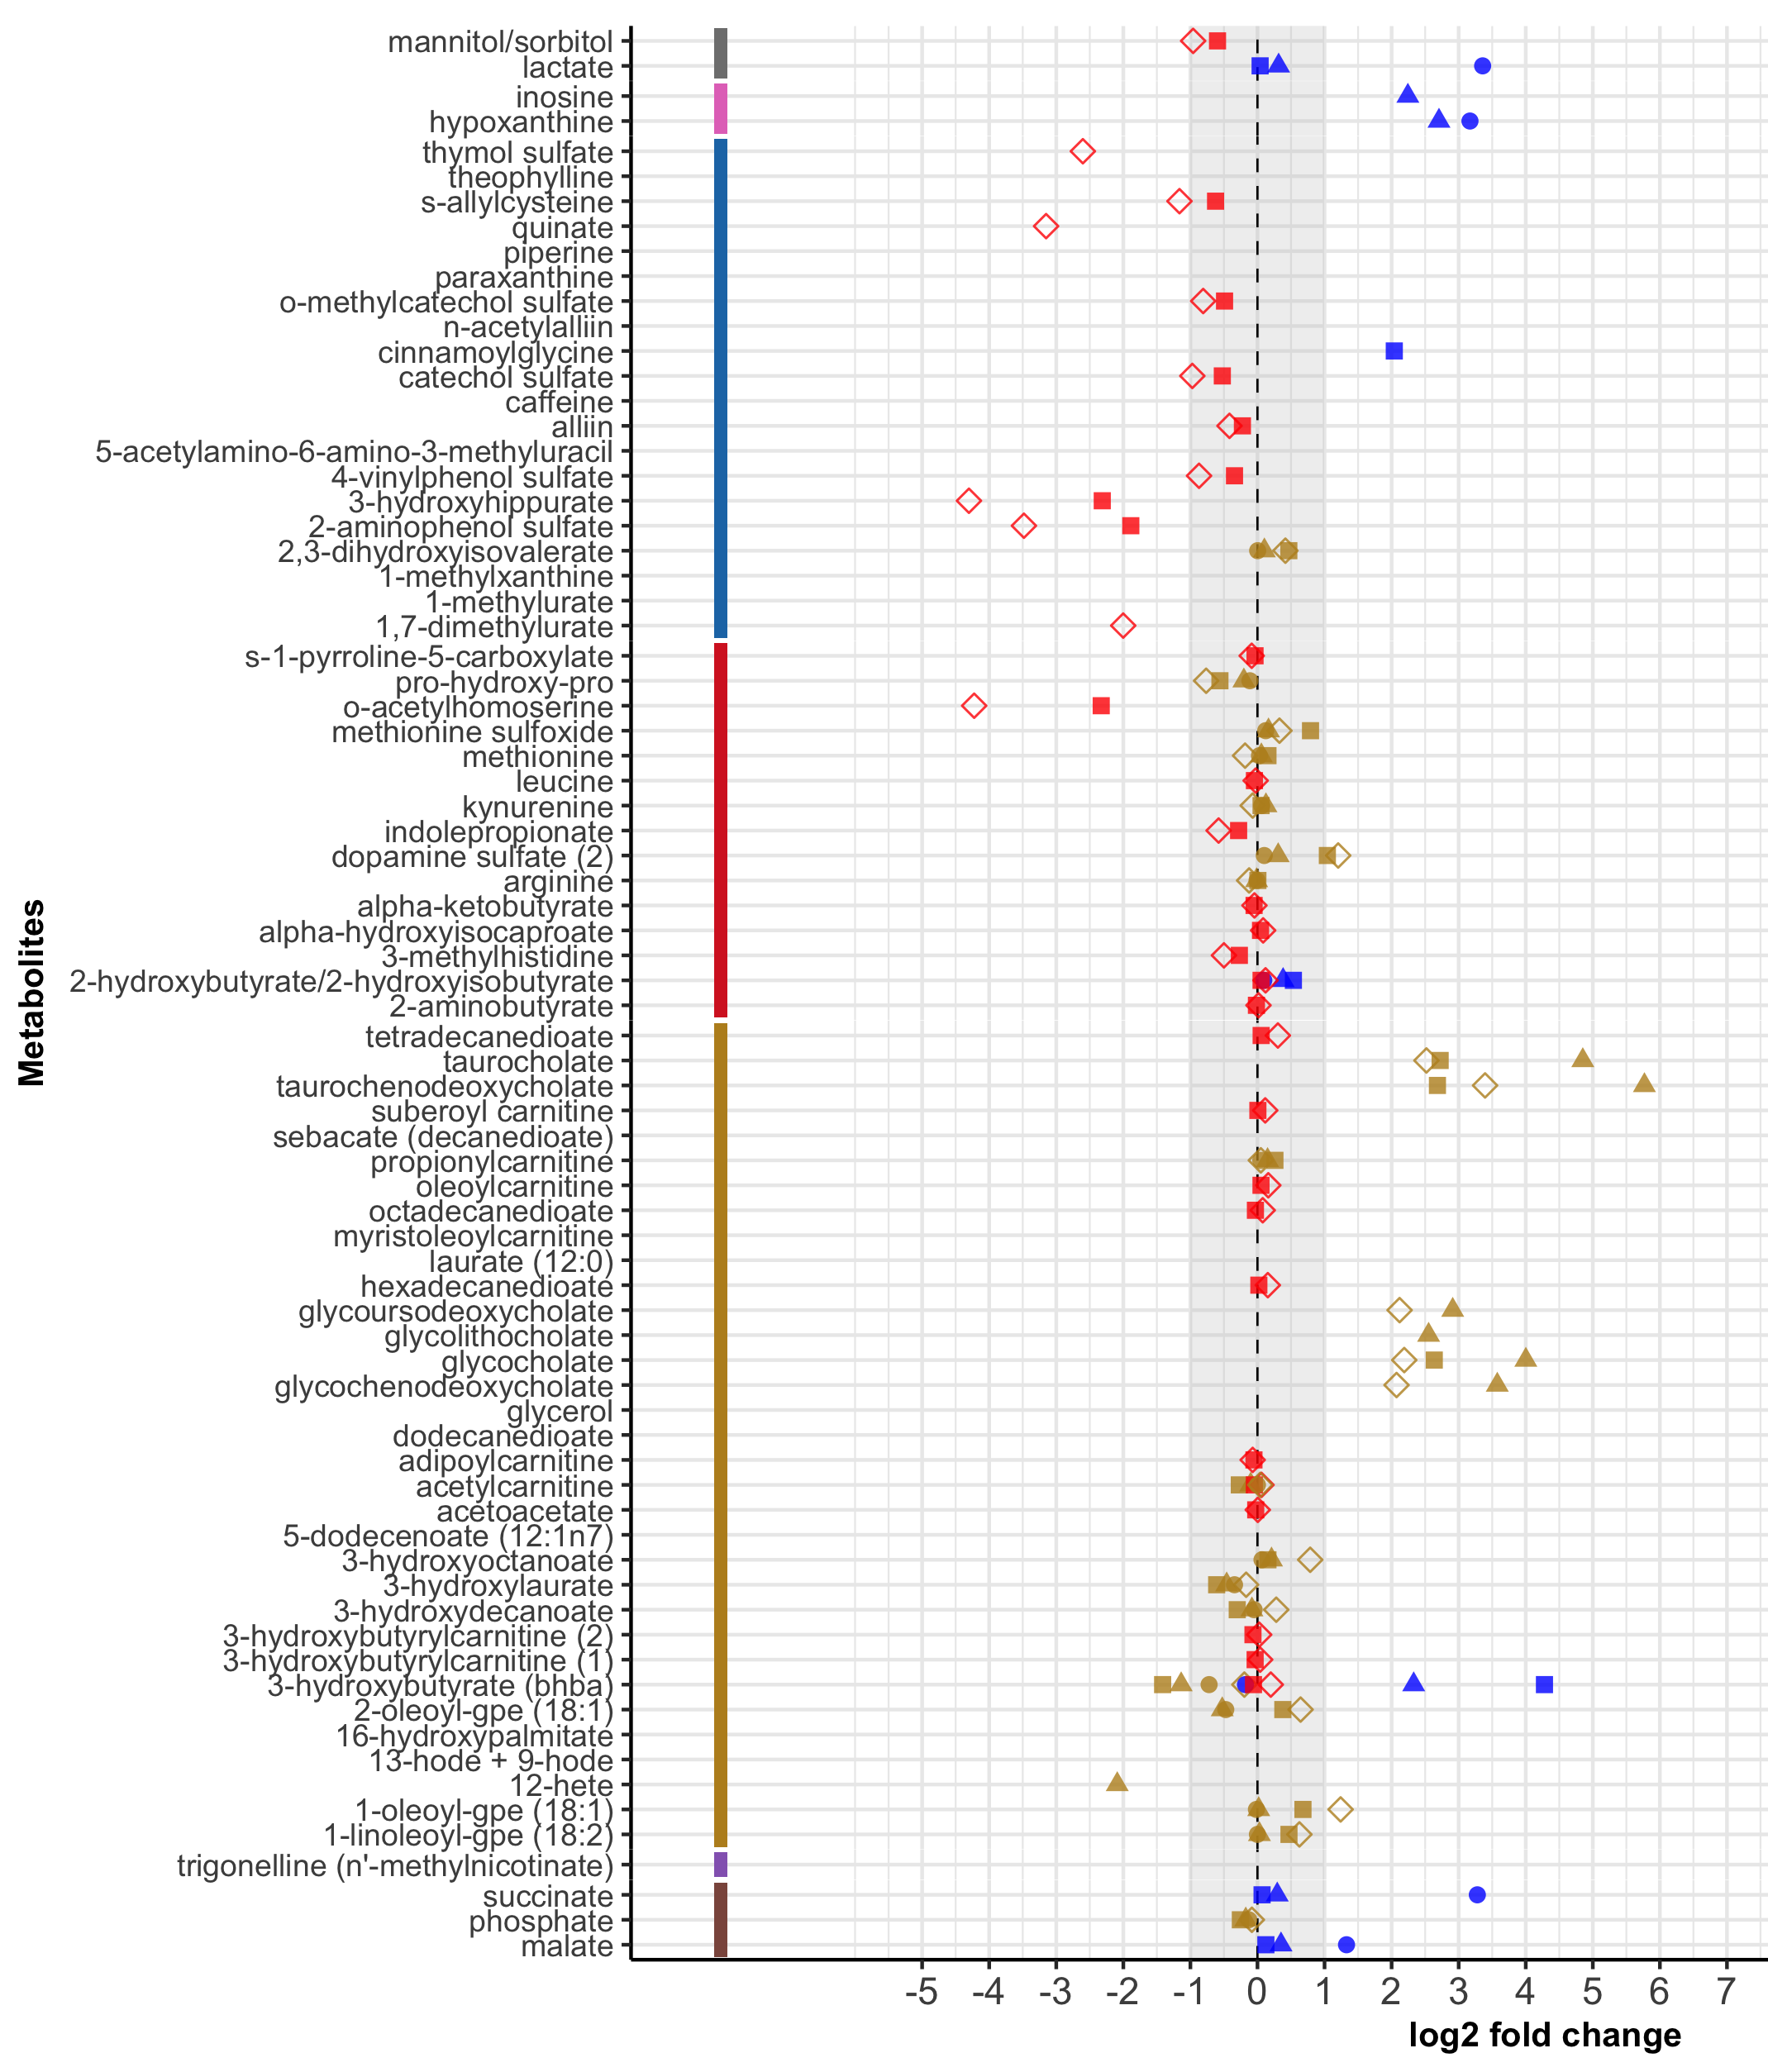 mannitol/sorbitol
lactate
inosine
hypoxanthine
thymol sulfate
theophylline
s-allylcysteine
quinate
piperine
paraxanthine
o-methylcatechol sulfate
n-acetylalliin
cinnamoylglycine
catechol sulfate
caffeine
alliin
5-acetylamino-6-amino-3-methyluracil
4-vinylphenol sulfate
3-hydroxyhippurate
2-aminophenol sulfate
2,3-dihydroxyisovalerate
1-methylxanthine
1-methylurate
1,7-dimethylurate
s-1-pyrroline-5-carboxylate
pro-hydroxy-pro
o-acetylhomoserine
methionine sulfoxide
methionine
leucine
kynurenine
indolepropionate
dopamine sulfate (2)
arginine
alpha-ketobutyrate
alpha-hydroxyisocaproate
3-methylhistidine
2-hydroxybutyrate/2-hydroxyisobutyrate
2-aminobutyrate
tetradecanedioate
taurocholate
taurochenodeoxycholate
suberoyl carnitine
sebacate (decanedioate)
propionylcarnitine
oleoylcarnitine
octadecanedioate
myristoleoylcarnitine
laurate (12:0)
hexadecanedioate
glycoursodeoxycholate
glycolithocholate
glycocholate
glycochenodeoxycholate
glycerol
dodecanedioate
adipoylcarnitine
acetylcarnitine
acetoacetate
5-dodecenoate (12:1n7)
3-hydroxyoctanoate
3-hydroxylaurate
3-hydroxydecanoate
3-hydroxybutyrylcarnitine (2)
3-hydroxybutyrylcarnitine (1)
3-hydroxybutyrate (bhba)
2-oleoyl-gpe (18:1)
16-hydroxypalmitate
13-hode + 9-hode
12-hete
1-oleoyl-gpe (18:1)
1-linoleoyl-gpe (18:2)
trigonelline (n'-methylnicotinate)
succinate
phosphate
malate
Metabolites
-5 -4 -3 -2 -1 0 1 2 3 4 5 6 7
log2 fold change